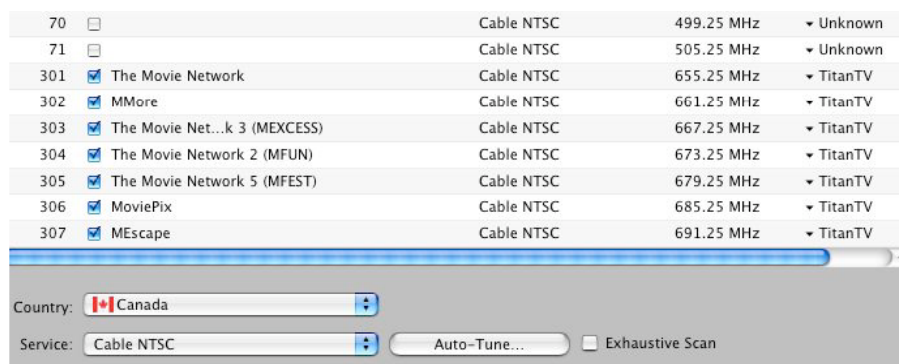 70 Cable NTSC 499.25 MHz Unknown
71 Cable NTSC 505.25 MHz Unknown
301 The Movie Network Cable NTSC 655.25 MHz TitanTV
302 MMore Cable NTSC 661.25 MHz TitanTV
303 The Movie Net...k 3 (MEXCESS) Cable NTSC 667.25 MHz TitanTV
304 The Movie Network 2 (MFUN) Cable NTSC 673.25 MHz TitanTV
305 The Movie Network 5 (MFEST) Cable NTSC 679.25 MHz TitanTV
306 MoviePix Cable NTSC 685.25 MHz TitanTV
307 MEscape Cable NTSC 691.25 MHz TitanTV
Country: Canada
Service: Cable NTSC Auto-Tune... Exhaustive Scan